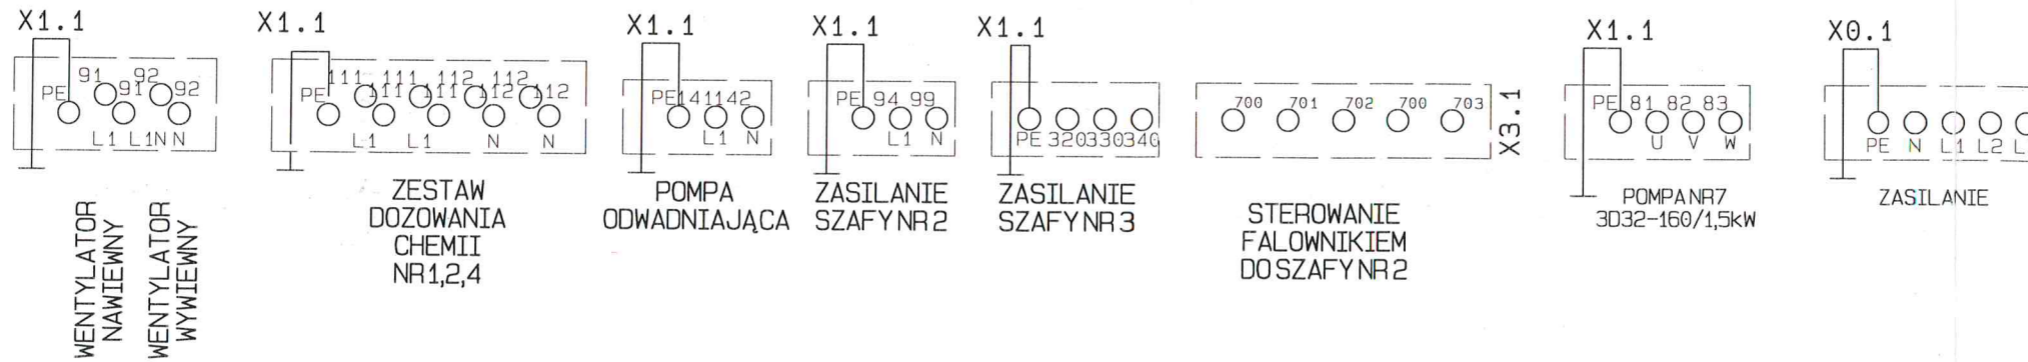 X1.1
91 92
PE 91 92
L1 L1 N N
WENTYLATOR
NAWIEWNY
WENTYLATOR
WYWIEWNY
X1.1
111 111 112 112
PE 111 111 112 112
L1 L1 N N
ZESTAW
DOZOWANIA
CHEMII
NR1,2,4
X1.1
PE 141 142
L1 N
POMPA
ODWADNIAJĄCA
X1.1
PE 94 99
L1 N
ZASILANIE
SZAFY NR 2
X1.1
PE 320 330 340
ZASILANIE
SZAFY NR 3
700 701 702 700 703
X3.1
STEROWANIE
FALOWNIKIEM
DO SZAFY NR 2
X1.1
PE 81 82 83
U V W
POMPA NR7
3D32-160/1,5kW
X0.1
PE N L1 L2
ZASILANIE